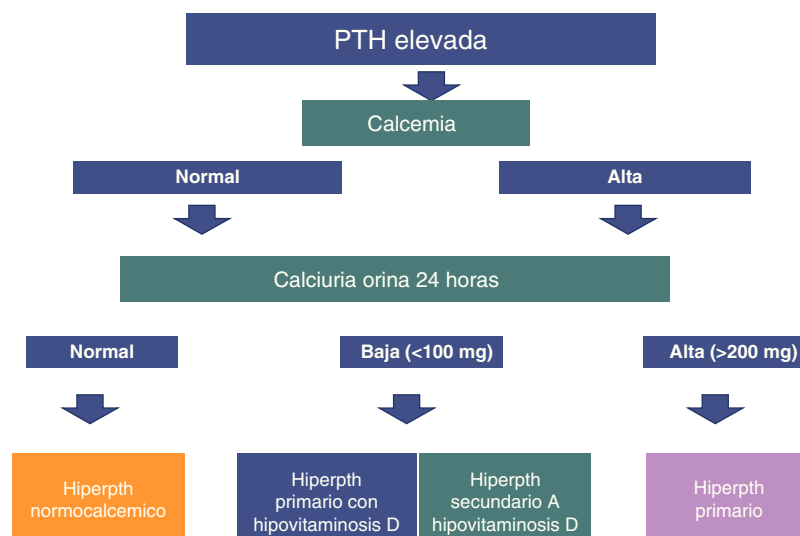 PTH elevada
Calcemia
Normal
Alta
Calciuria orina 24 horas
Normal
Baja (<100 mg)
Alta (>200 mg)
Hiperpth
normocalcemico
Hiperpth
primario con
hipovitaminosis D
Hiperpth
secundario A
hipovitaminosis D
Hiperpth
primario